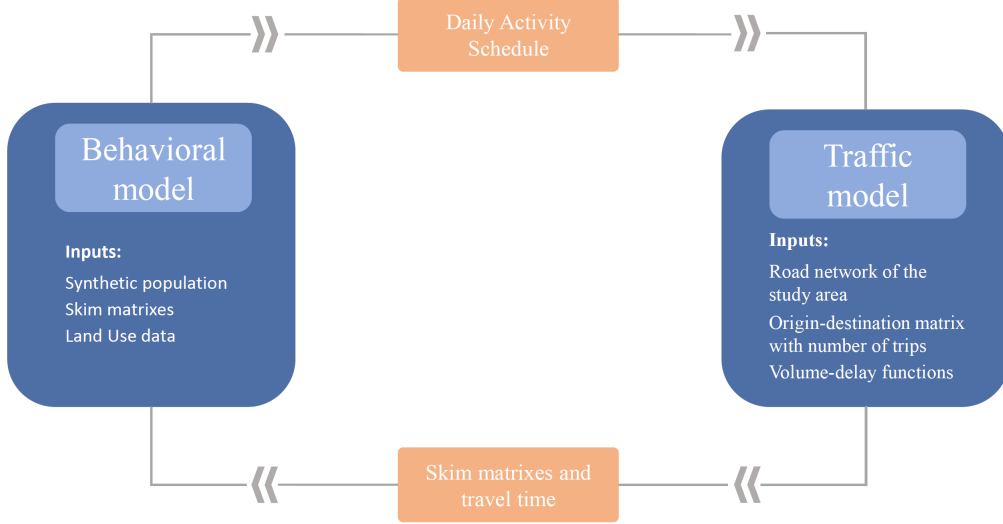 Daily Activity
Schedule
Behavioral
model
Inputs:
Synthetic population
Skim matrixes
Land Use data
Traffic
model
Inputs:
Road network of the
study area
Origin-destination matrix
with number of trips
Volume-delay functions
Skim matrixes and
travel time